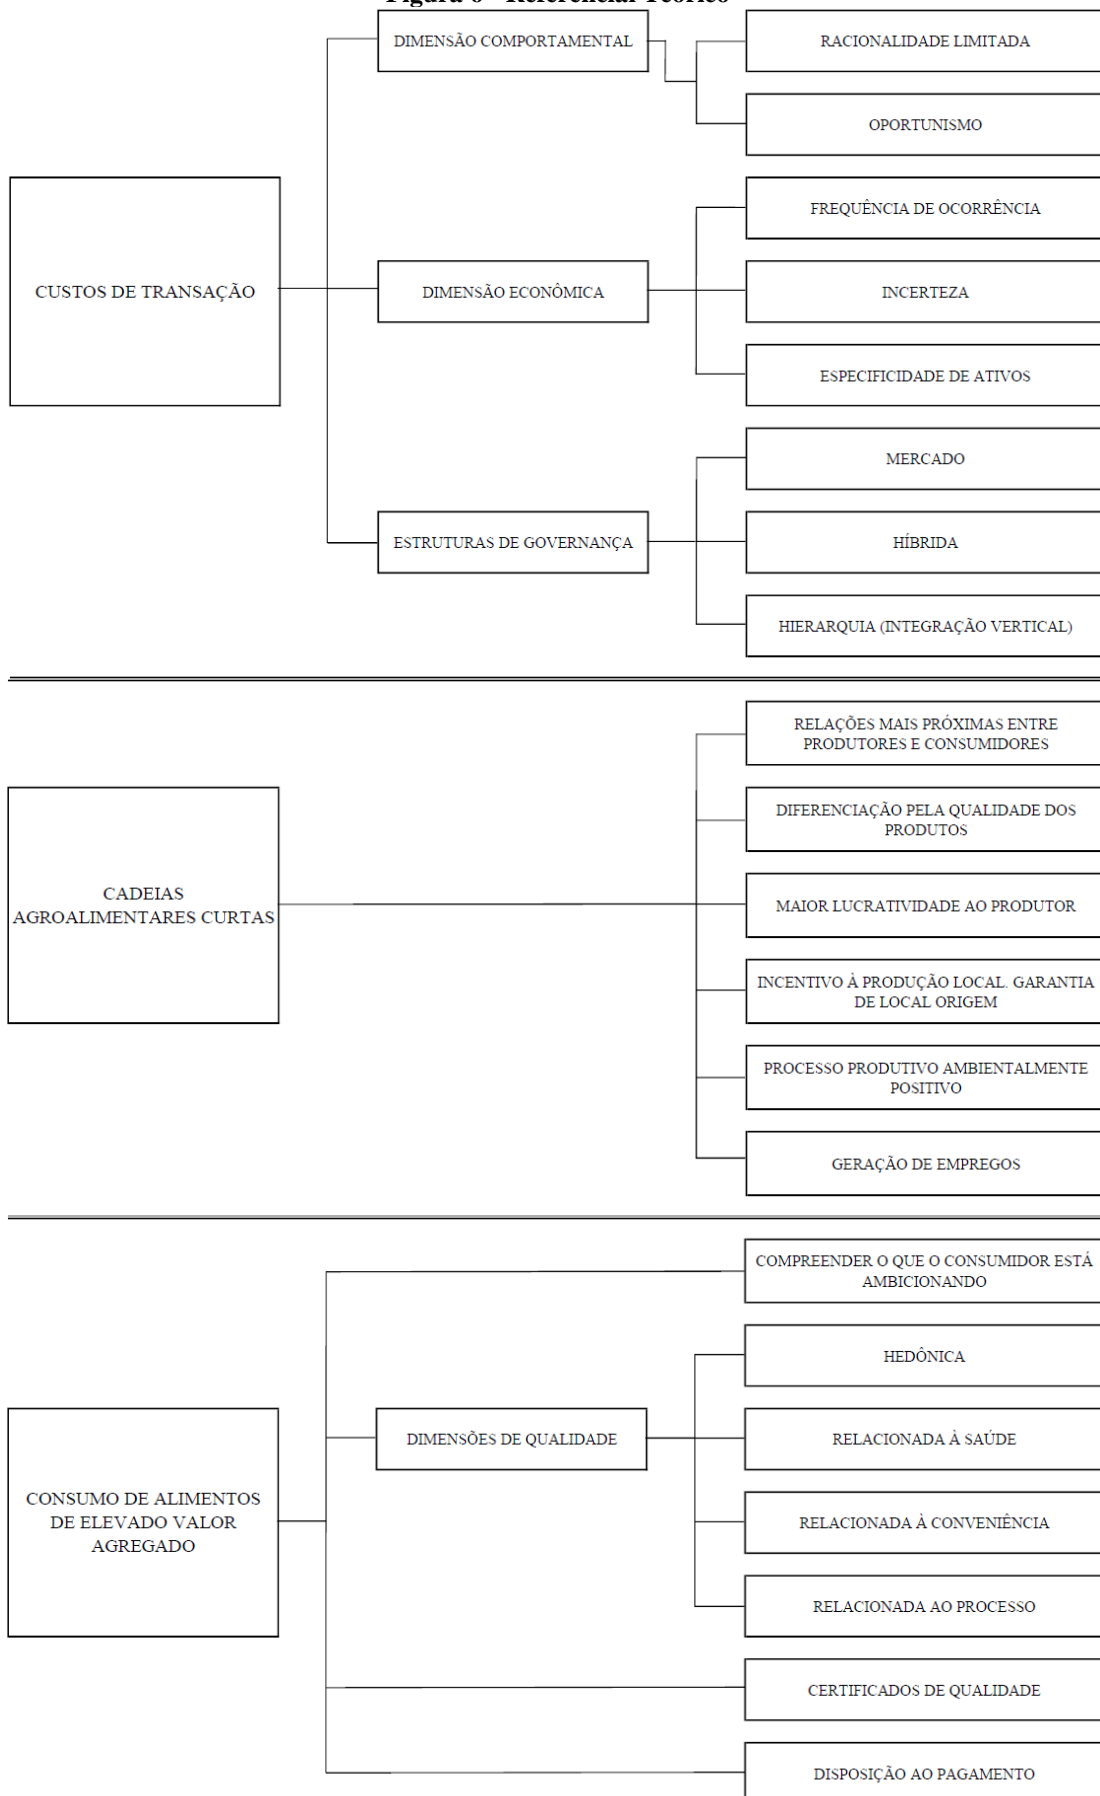 Figura 6 - Referencial Teórico
DIMENSÃO COMPORTAMENTAL
RACIONALIDADE LIMITADA
OPORTUNISMO
CUSTOS DE TRANSAÇÃO
DIMENSÃO ECONÔMICA
FREQUÊNCIA DE OCORRÊNCIA
INCERTEZA
ESPECIFICIDADE DE ATIVOS
ESTRUTURAS DE GOVERNANÇA
MERCADO
HÍBRIDA
HIERARQUIA (INTEGRAÇÃO VERTICAL)
CADEIAS
AGROALIMENTARES CURTAS
RELAÇÕES MAIS PRÓXIMAS ENTRE
PRODUTORES E CONSUMIDORES
DIFERENCIAÇÃO PELA QUALIDADE DOS
PRODUTOS
MAIOR LUCRATIVIDADE AO PRODUTOR
INCENTIVO À PRODUÇÃO LOCAL. GARANTIA
DE LOCAL ORIGEM
PROCESSO PRODUTIVO AMBIENTALMENTE
POSITIVO
GERAÇÃO DE EMPREGOS
CONSUMO DE ALIMENTOS
DE ELEVADO VALOR
AGREGADO
COMPREENDER O QUE O CONSUMIDOR ESTÁ
AMBICIONANDO
DIMENSÕES DE QUALIDADE
HEDÔNICA
RELACIONADA À SAÚDE
RELACIONADA À CONVENIÊNCIA
RELACIONADA AO PROCESSO
CERTIFICADOS DE QUALIDADE
DISPOSIÇÃO AO PAGAMENTO